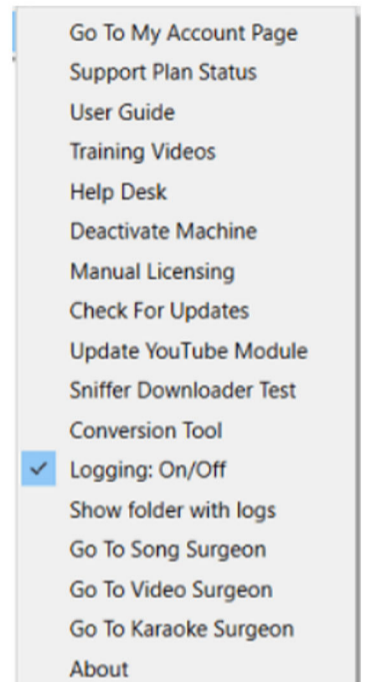 Go To My Account Page
Support Plan Status
User Guide
Training Videos
Help Desk
Deactivate Machine
Manual Licensing
Check For Updates
Update YouTube Module
Sniffer Downloader Test
Conversion Tool
Logging: On/Off
Show folder with logs
Go To Song Surgeon
Go To Video Surgeon
Go To Karaoke Surgeon
About